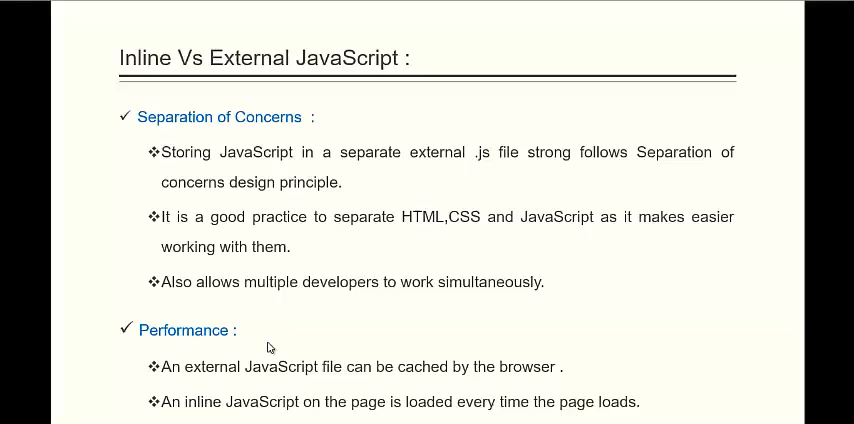 Inline Vs External JavaScript :
✓ Separation of Concerns :
❖Storing JavaScript in a separate external .js file strong follows Separation of
concerns design principle.
❖It is a good practice to separate HTML,CSS and JavaScript as it makes easier
working with them.
❖Also allows multiple developers to work simultaneously.
✓ Performance :
❖An external JavaScript file can be cached by the browser .
❖An inline JavaScript on the page is loaded every time the page loads.